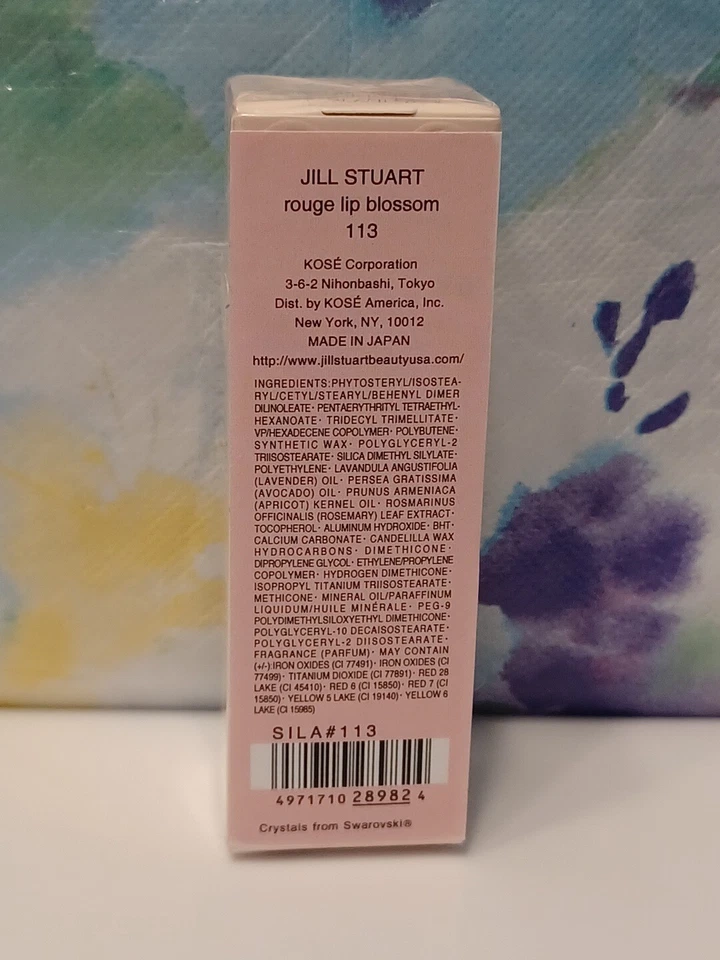 JILL STUART
rouge lip blossom
113
KOSÉ Corporation
3-6-2 Nihonbashi, Tokyo
Dist. by KOSÉ America, Inc.
New York, NY, 10012
MADE IN JAPAN
http://www.jillstuartbeautyusa.com/
INGREDIENTS:PHYTOSTERYL/ISOSTEA-
RYL/CETYL/STEARYL/BEHENYL DIMER
DILINOLEATE· PENTAERYTHRITYL TETRAETHYL-
HEXANOATE· TRIDECYL TRIMELLITATE·
VP/HEXADECENE COPOLYMER· POLYBUTENE·
SYNTHETIC WAX· POLYGLYCERYL-2
TRIISOSTEARATE· SILICA DIMETHYL SILYLATE·
POLYETHYLENE· LAVANDULA ANGUSTIFOLIA
(LAVENDER) OIL· PERSEA GRATISSIMA
(AVOCADO) OIL· PRUNUS ARMENIACA
(APRICOT) KERNEL OIL· ROSMARINUS
OFFICINALIS (ROSEMARY) LEAF EXTRACT·
TOCOPHEROL· ALUMINUM HYDROXIDE· BHT·
CALCIUM CARBONATE· CANDELILLA WAX
HYDROCARBONS· DIMETHICONE·
DIPROPYLENE GLYCOL· ETHYLENE/PROPYLENE
COPOLYMER· HYDROGEN DIMETHICONE·
ISOPROPYL TITANIUM TRIISOSTEARATE·
METHICONE· MINERAL OIL/PARAFFINUM
LIQUIDUM/HUILE MINÉRALE· PEG-9
POLYDIMETHYLSILOXYETHYL DIMETHICONE·
POLYGLYCERYL-10 DECAISOSTEARATE·
POLYGLYCERYL-2 DIISOSTEARATE·
FRAGRANCE (PARFUM)· MAY CONTAIN
(+/-):IRON OXIDES (CI 77491)· IRON OXIDES (CI
77499)· TITANIUM DIOXIDE (CI 77891)· RED 28
LAKE (CI 45410)· RED 6 (CI 15850)· RED 7 (CI
15850)· YELLOW 5 LAKE (CI 19140)· YELLOW 6
LAKE (CI 15985)
SILA#113
4971710 28982 4
Crystals from Swarovski®